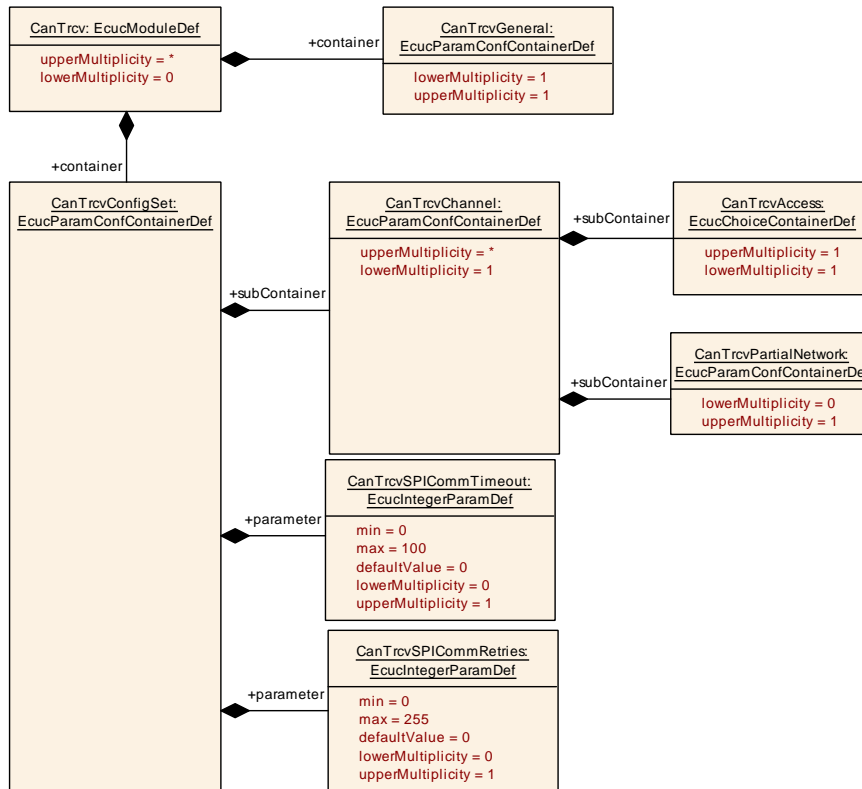 CanTrcv: EcucModuleDef
upperMultiplicity = *
lowerMultiplicity = 0
+container
CanTrcvGeneral:
EcucParamConfContainerDef
lowerMultiplicity = 1
upperMultiplicity = 1
+container
CanTrcvConfigSet:
EcucParamConfContainerDef
+subContainer
CanTrcvChannel:
EcucParamConfContainerDef
upperMultiplicity = *
lowerMultiplicity = 1
+subContainer
CanTrcvAccess:
EcucChoiceContainerDef
upperMultiplicity = 1
lowerMultiplicity = 1
+subContainer
CanTrcvPartialNetwork:
EcucParamConfContainerDe
lowerMultiplicity = 0
upperMultiplicity = 1
+parameter
CanTrcvSPICommTimeout:
EcucIntegerParamDef
min = 0
max = 100
defaultValue = 0
lowerMultiplicity = 0
upperMultiplicity = 1
+parameter
CanTrcvSPICommRetries:
EcucIntegerParamDef
min = 0
max = 255
defaultValue = 0
lowerMultiplicity = 0
upperMultiplicity = 1